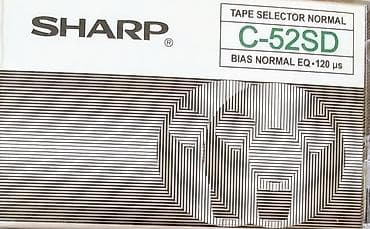 SHARP®
TAPE SELECTOR NORMAL
C-52SD
BIAS NORMAL EQ•120 μs